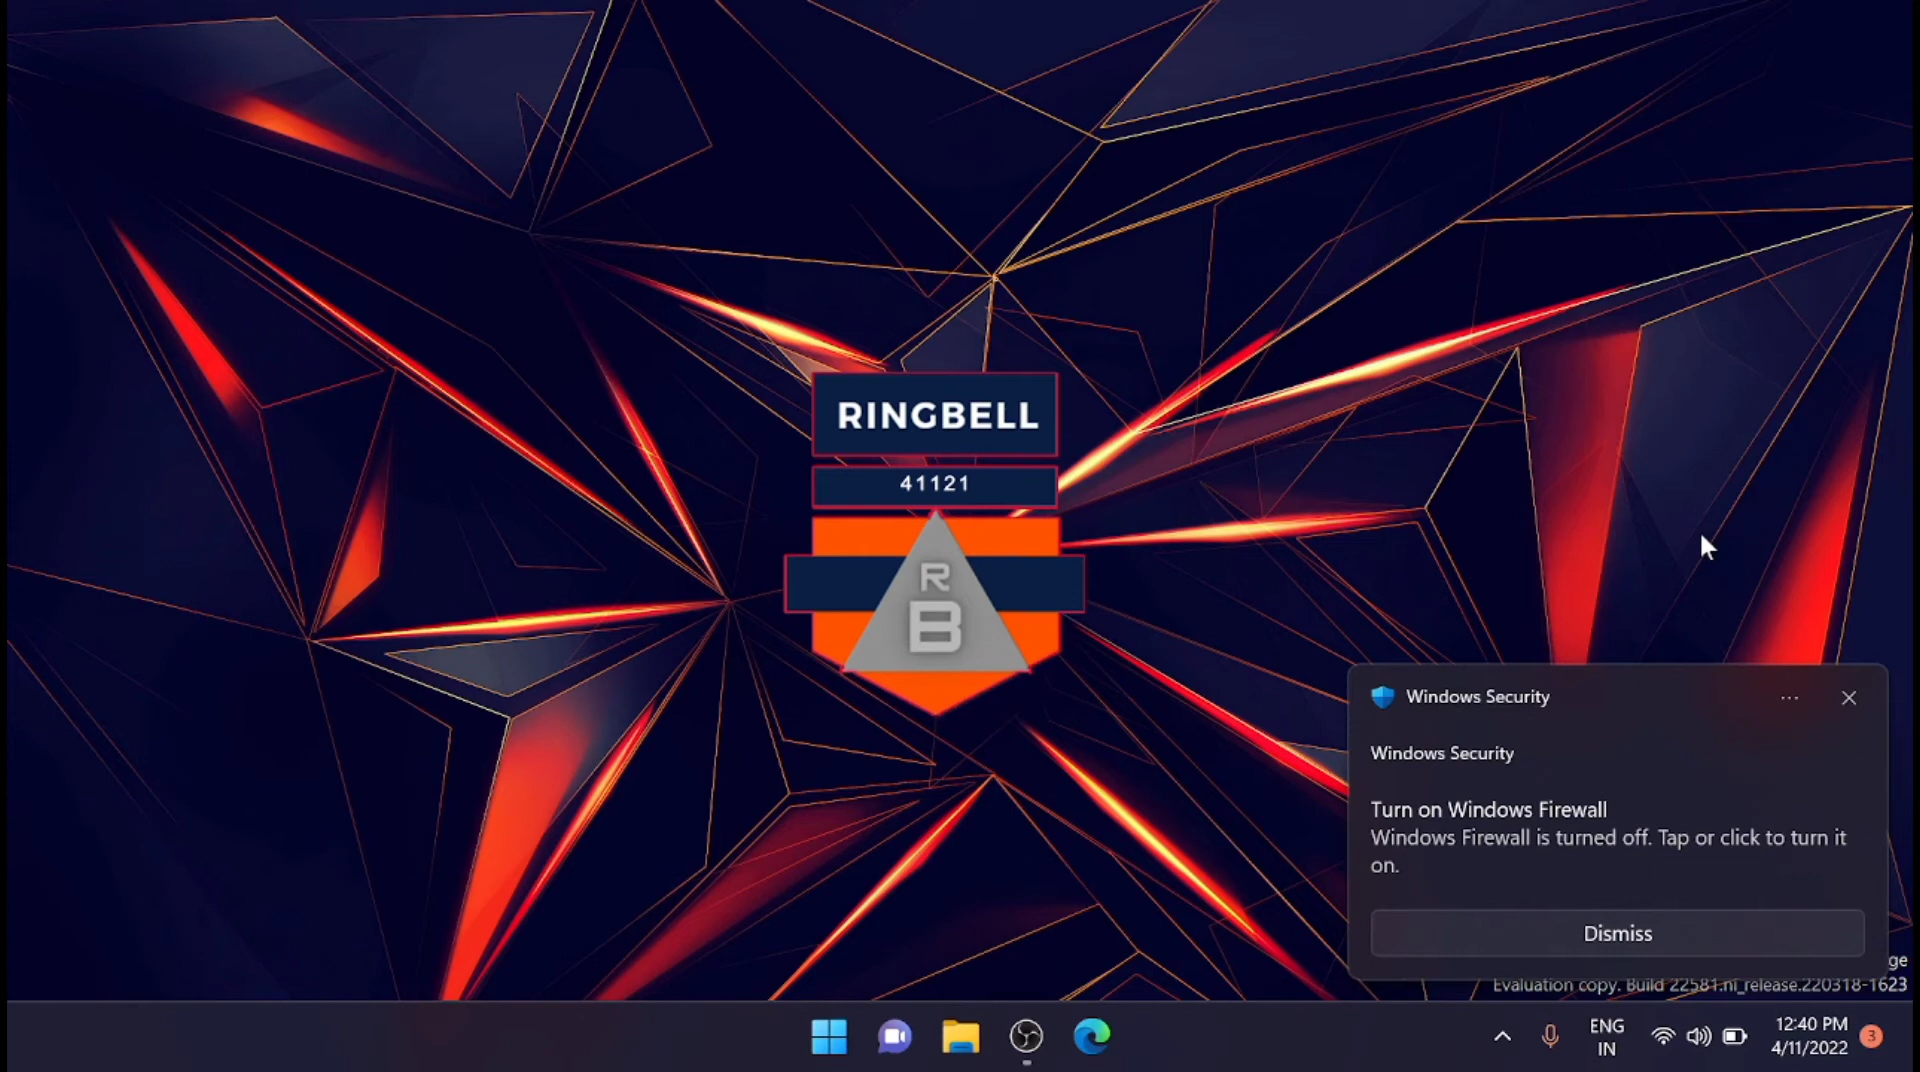 RINGBELL
41121
R
B
Windows Security
Windows Security
Turn on Windows Firewall
Windows Firewall is turned off. Tap or click to turn it
on.
Dismiss
ge
Evaluation copy. Build 22581.ni_release.220318-1623
ENG
IN
12:40 PM
4/11/2022
3